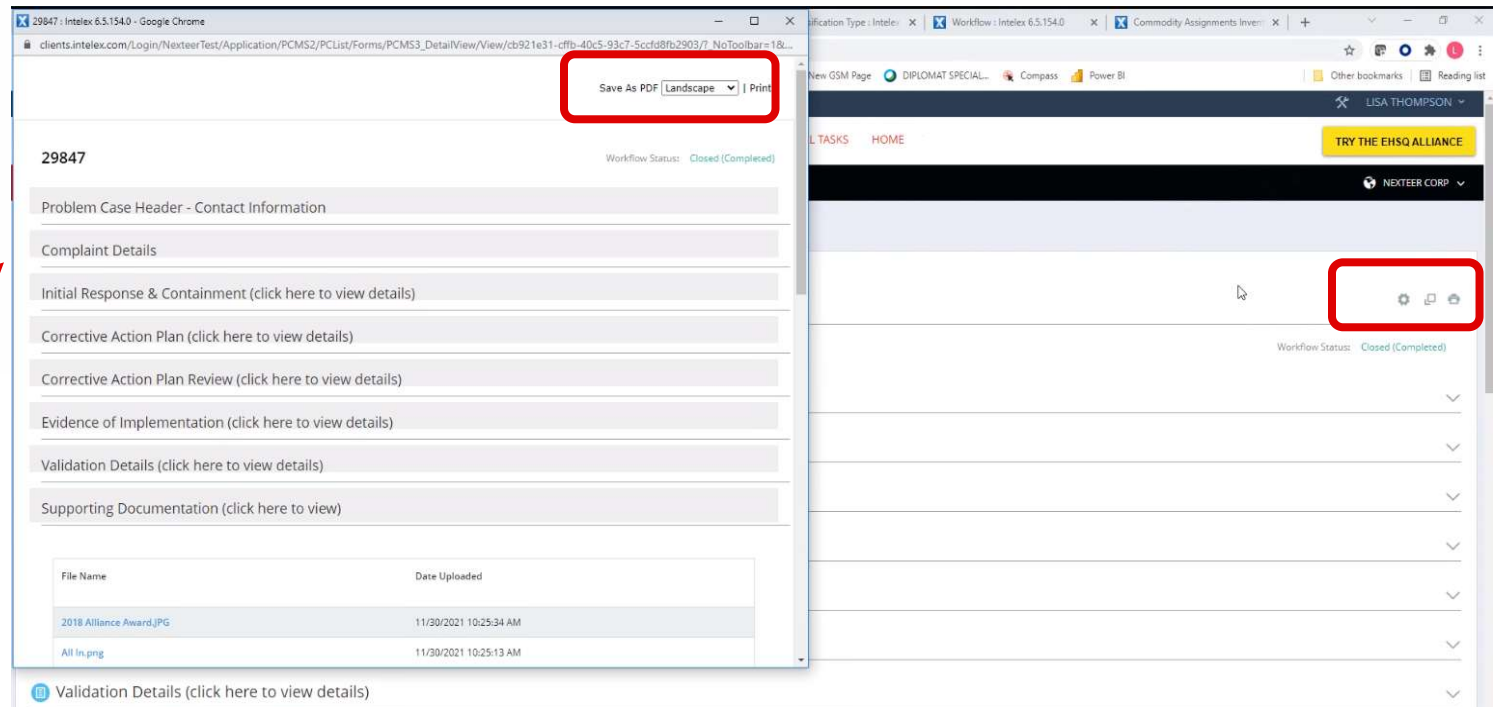 29847 : Intelex 6.5.154.0 - Google Chrome
sification Type : Intelex
Workflow : Intelex 6.5.154.0
Commodity Assignments Inven
clients.intelex.com/Login/NexteerTest/Application/PCMS2/PCList/Forms/PCMS3_DetailView/View/cb921e31-cffb-40c5-93c7-5ccfd8fb2903/?_NoToolbar=1&...
New GSM Page
DIPLOMAT SPECIAL...
Compass
Power BI
Other bookmarks
Reading list
Save As PDF Landscape | Print
LISA THOMPSON
L TASKS
HOME
TRY THE EHSQ ALLIANCE
29847
Workflow Status: Closed (Completed)
NEXTEER CORP
Problem Case Header - Contact Information
Complaint Details
Initial Response & Containment (click here to view details)
Corrective Action Plan (click here to view details)
Workflow Status: Closed (Completed)
Corrective Action Plan Review (click here to view details)
Evidence of Implementation (click here to view details)
Validation Details (click here to view details)
Supporting Documentation (click here to view)
File Name
Date Uploaded
2018 Alliance Award.JPG
11/30/2021 10:25:34 AM
All In.png
11/30/2021 10:25:13 AM
Validation Details (click here to view details)